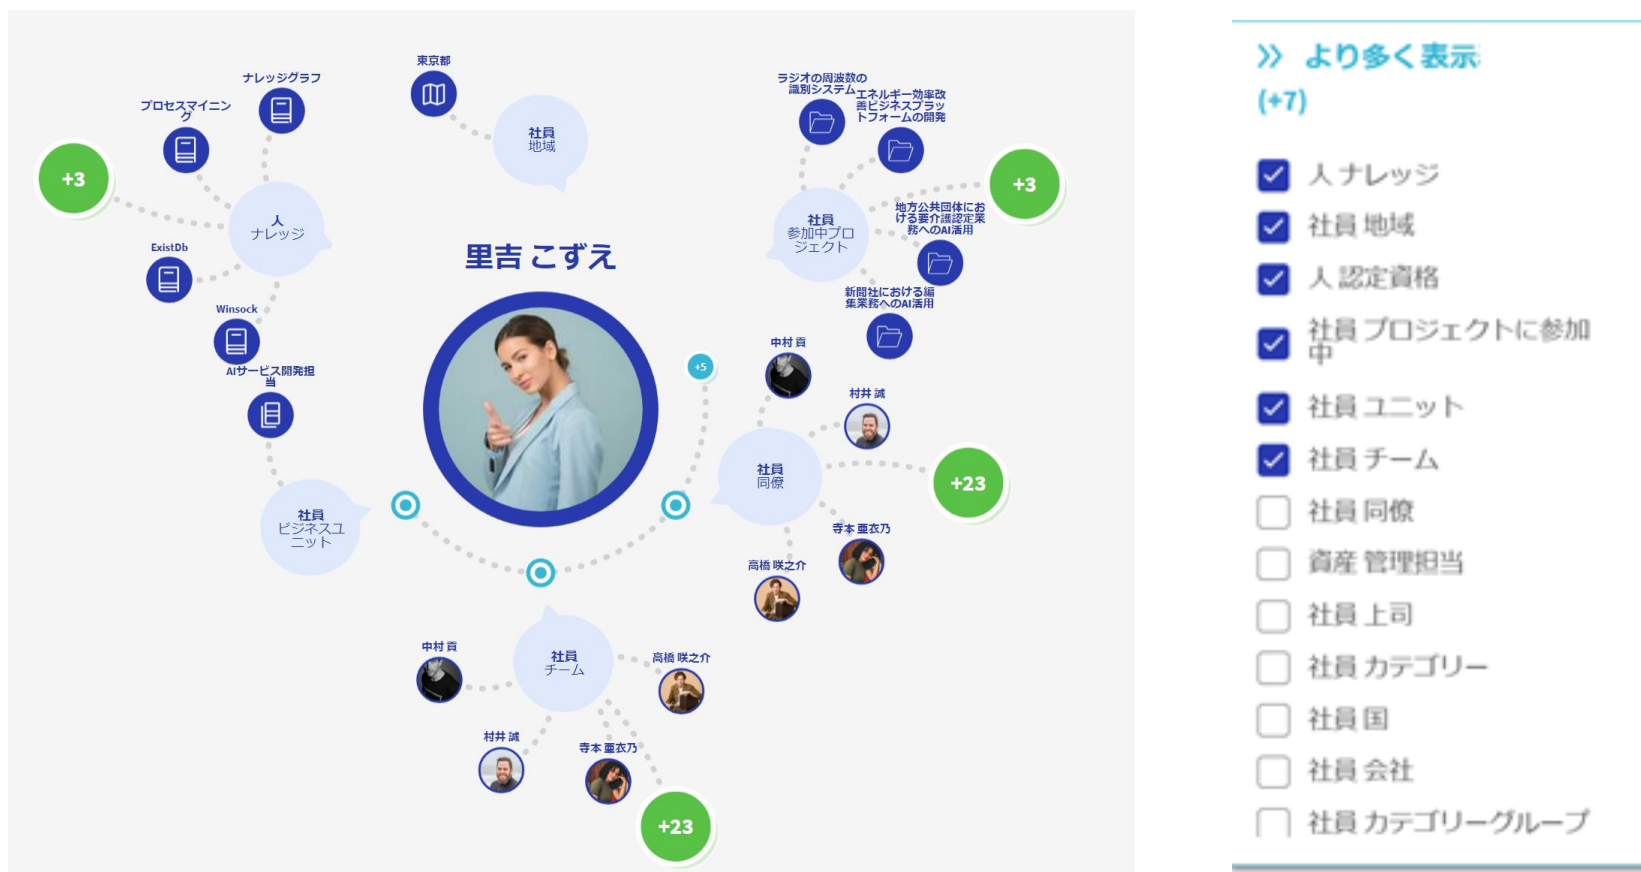 東京都
ナレッジグラフ
プロセスマイニン
グ
+3
人
ナレッジ
ExistDb
Winsock
AIサービス開発担
当
社員
ビジネスユ
ニット
社員
地域
里吉 こずえ
+5
ラジオの周波数の
識別システム
エネルギー効率改
善ビジネスプラッ
トフォームの開発
+3
社員
参加中プロ
ジェクト
地方公共団体にお
ける要介護認定業
務へのAI活用
新聞社における編
集業務へのAI活用
中村 貢
村井 誠
社員
同僚
+23
寺本 亜衣乃
高橋 咲之介
中村 貢
社員
チーム
高橋 咲之介
村井 誠
寺本 亜衣乃
+23
より多く表示
(+7)
人 ナレッジ
社員 地域
人 認定資格
社員 プロジェクトに参加
中
社員 ユニット
社員 チーム
社員 同僚
資産 管理担当
社員 上司
社員 カテゴリー
社員 国
社員 会社
社員 カテゴリーグループ